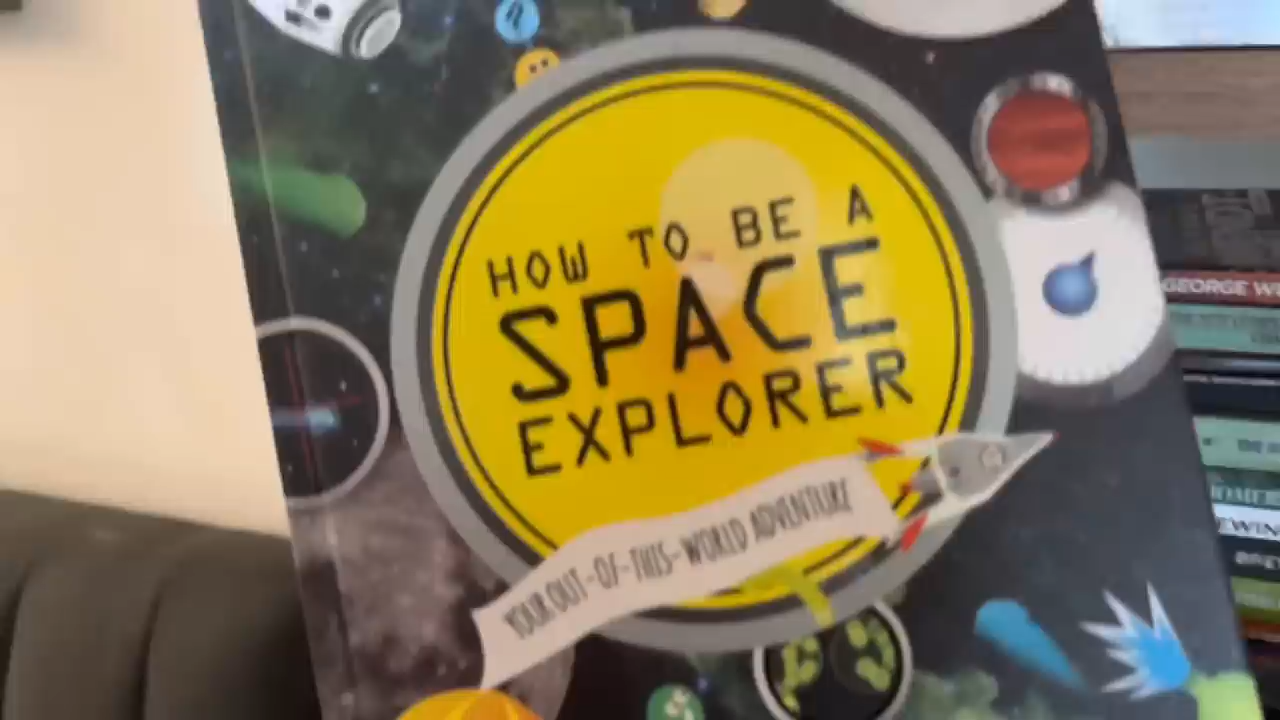 HOW TO BE A
SPACE
EXPLORER
YOUR OUT-OF-THIS-WORLD ADVENTURE
GEORGE